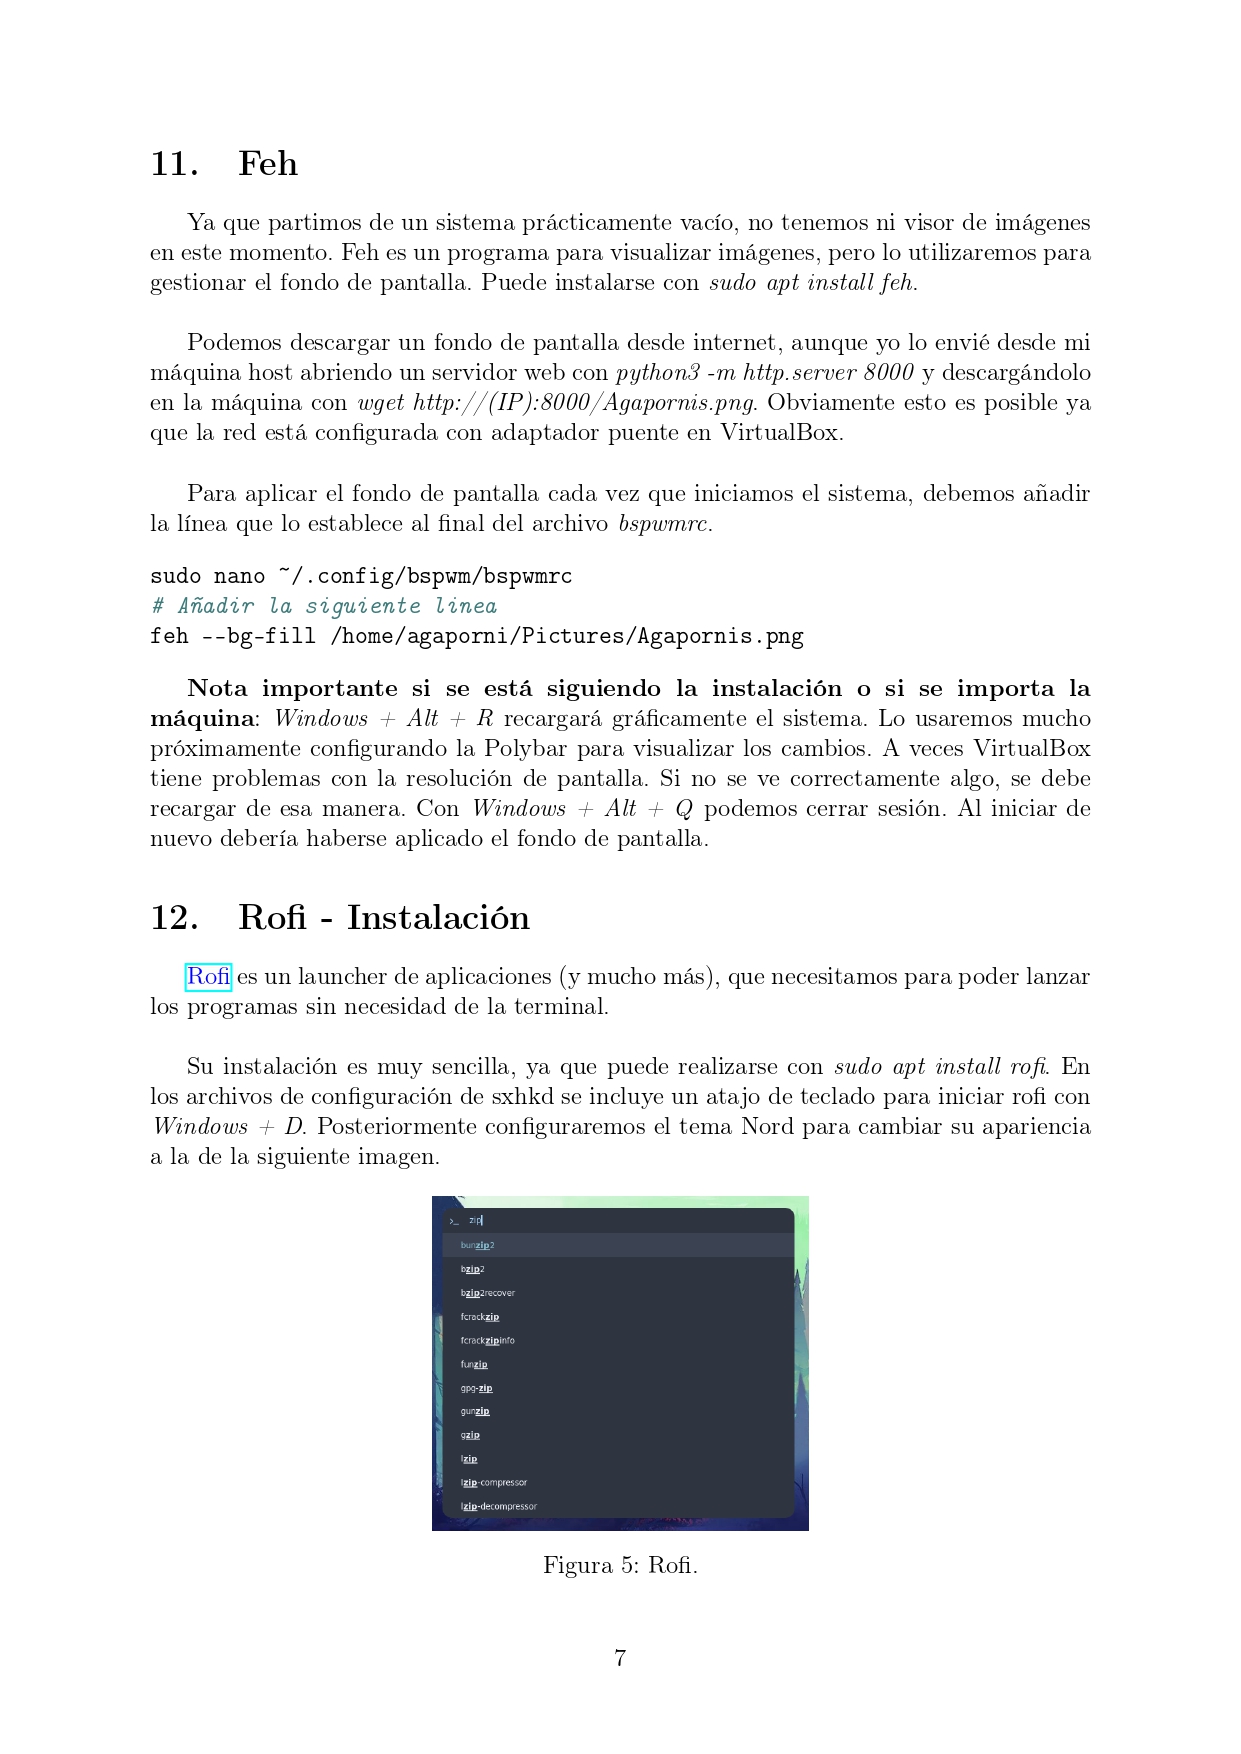 11. Feh
Ya que partimos de un sistema prácticamente vacío, no tenemos ni visor de imágenes
en este momento. Feh es un programa para visualizar imágenes, pero lo utilizaremos para
gestionar el fondo de pantalla. Puede instalarse con sudo apt install feh.
Podemos descargar un fondo de pantalla desde internet, aunque yo lo envié desde mi
máquina host abriendo un servidor web con python3 -m http.server 8000 y descargándolo
en la máquina con wget http://(IP):8000/Agapornis.png. Obviamente esto es posible ya
que la red está configurada con adaptador puente en VirtualBox.
Para aplicar el fondo de pantalla cada vez que iniciamos el sistema, debemos añadir
la línea que lo establece al final del archivo bspwmrc.
sudo nano ~/.config/bspwm/bspwmrc
# Añadir la siguiente linea
feh --bg-fill /home/agaporni/Pictures/Agapornis.png
Nota importante si se está siguiendo la instalación o si se importa la
máquina: Windows + Alt + R recargará gráficamente el sistema. Lo usaremos mucho
próximamente configurando la Polybar para visualizar los cambios. A veces VirtualBox
tiene problemas con la resolución de pantalla. Si no se ve correctamente algo, se debe
recargar de esa manera. Con Windows + Alt + Q podemos cerrar sesión. Al iniciar de
nuevo debería haberse aplicado el fondo de pantalla.
12. Rofi - Instalación
Rofi es un launcher de aplicaciones (y mucho más), que necesitamos para poder lanzar
los programas sin necesidad de la terminal.
Su instalación es muy sencilla, ya que puede realizarse con sudo apt install rofi. En
los archivos de configuración de sxhkd se incluye un atajo de teclado para iniciar rofi con
Windows + D. Posteriormente configuraremos el tema Nord para cambiar su apariencia
a la de la siguiente imagen.
>_ zip
bunzip2
bzip2
bzip2recover
fcrackzip
fcrackzipinfo
funzip
gpg-zip
gunzip
gzip
lzip
lzip-compressor
lzip-decompressor
Figura 5: Rofi.
7